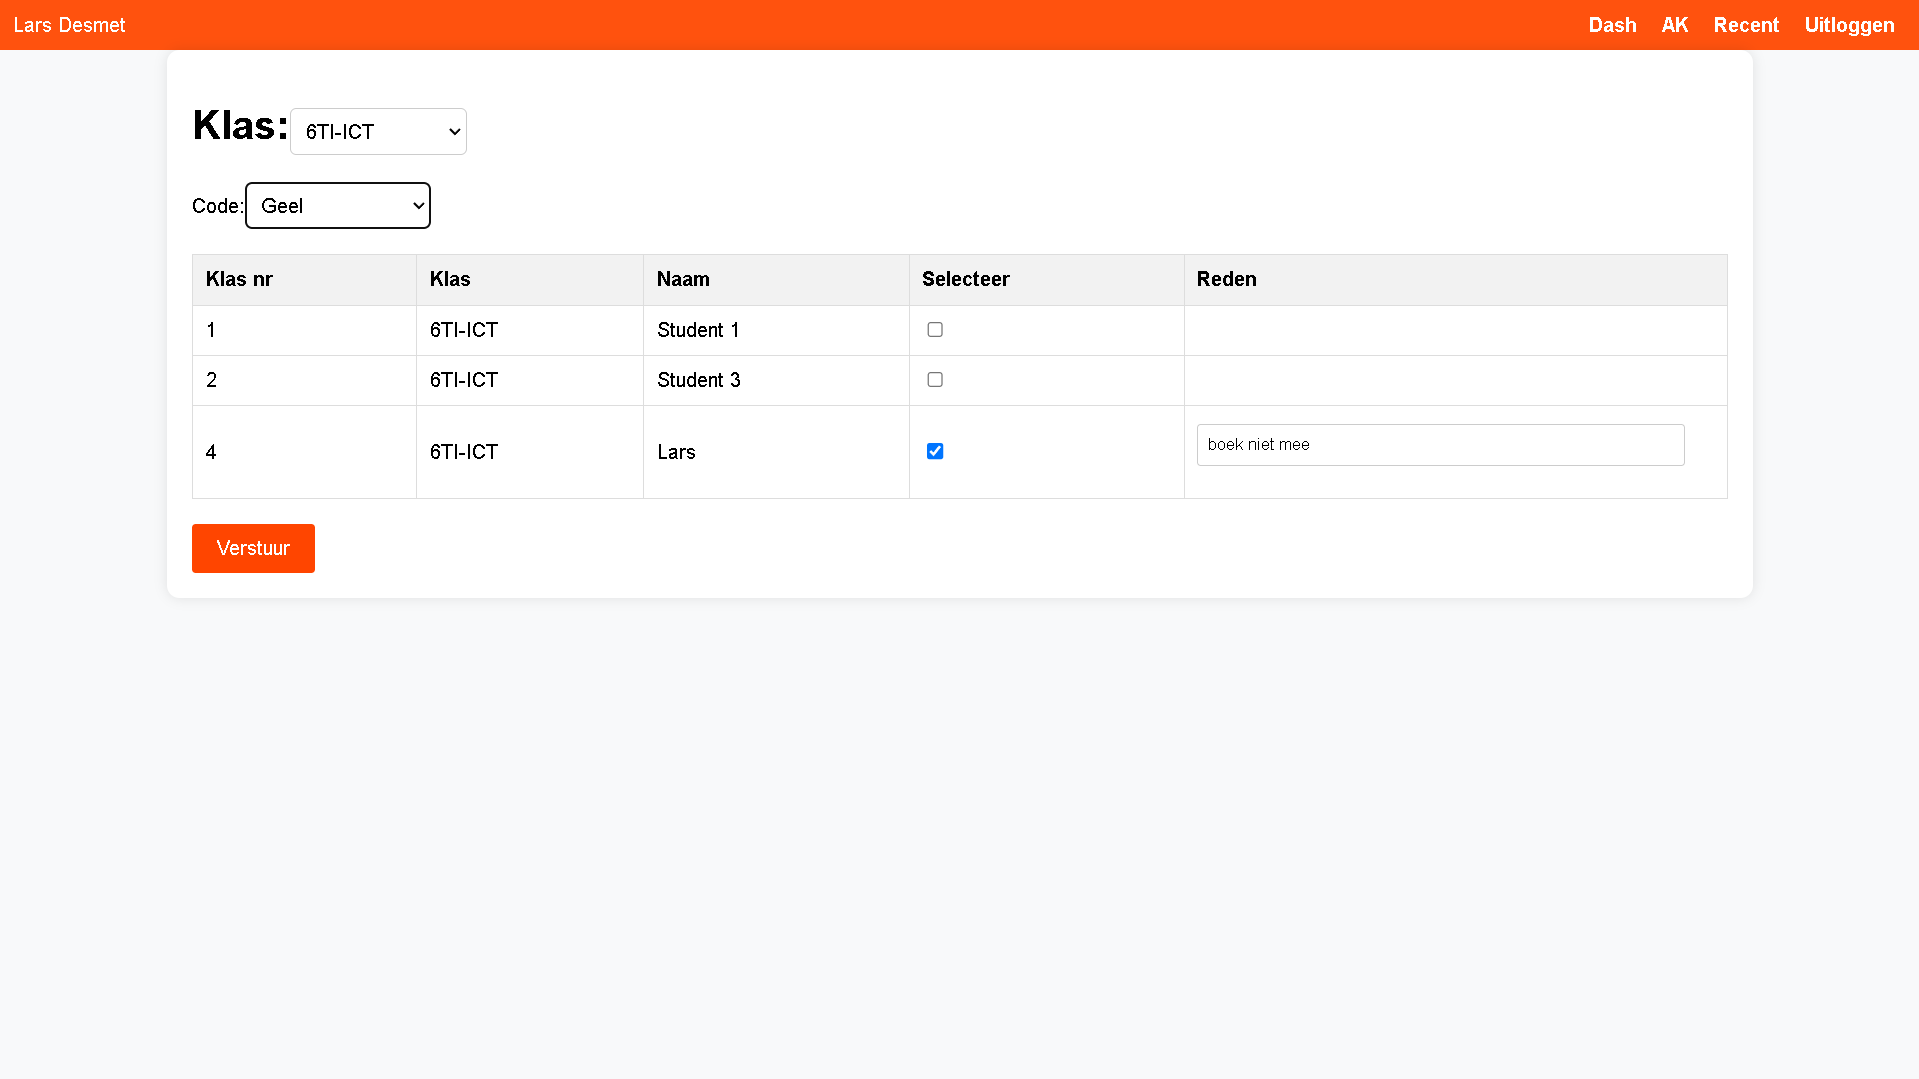 Lars Desmet Dash AK Recent Uitloggen
Klas: 6TI-ICT
Code: Geel
Klas nr Klas Naam Selecteer Reden
1 6TI-ICT Student 1
2 6TI-ICT Student 3
4 6TI-ICT Lars boek niet mee
Verstuur